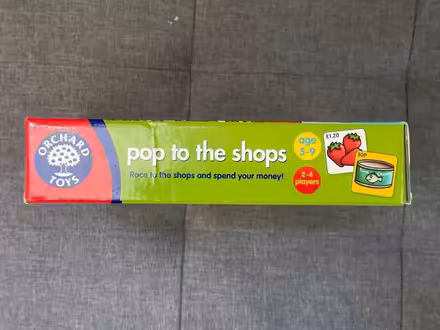 ORCHARD
TOYS
pop to the shops
Race to the shops and spend your money!
age
5-9
2-4
players
£1.20
POP